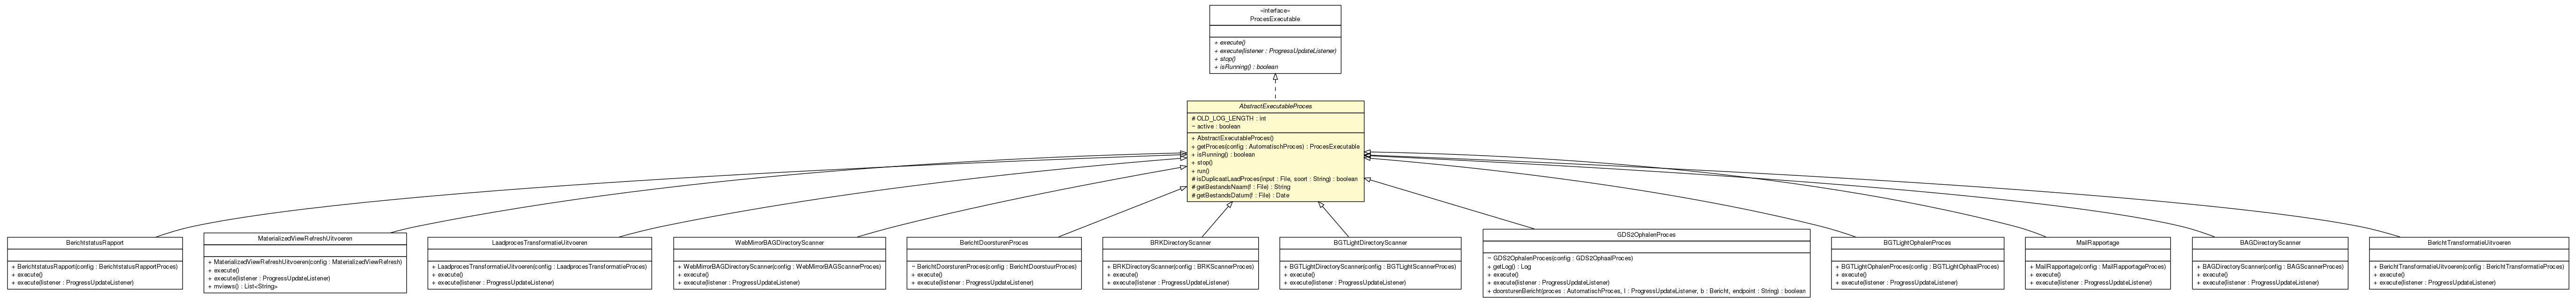 «interface»
ProcesExecutable
+ execute()
+ execute(listener : ProgressUpdateListener)
+ stop()
+ isRunning() : boolean
AbstractExecutableProces
# OLD_LOG_LENGTH : int
~ active : boolean
+ AbstractExecutableProces()
+ getProces(config : AutomatischProces) : ProcesExecutable
+ isRunning() : boolean
+ stop()
+ run()
# isDuplicaatLaadProces(input : File, soort : String) : boolean
# getBestandsNaam(f : File) : String
# getBestandsDatum(f : File) : Date
BerichtstatusRapport
+ BerichtstatusRapport(config : BerichtstatusRapportProces)
+ execute()
+ execute(listener : ProgressUpdateListener)
MaterializedViewRefreshUitvoeren
+ MaterializedViewRefreshUitvoeren(config : MaterializedViewRefresh)
+ execute()
+ execute(listener : ProgressUpdateListener)
+ mviews() : List<String>
LaadprocesTransformatieUitvoeren
+ LaadprocesTransformatieUitvoeren(config : LaadprocesTransformatieProces)
+ execute()
+ execute(listener : ProgressUpdateListener)
WebMirrorBAGDirectoryScanner
+ WebMirrorBAGDirectoryScanner(config : WebMirrorBAGScannerProces)
+ execute()
+ execute(listener : ProgressUpdateListener)
BerichtDoorsturenProces
~ BerichtDoorsturenProces(config : BerichtDoorstuurProces)
+ execute()
+ execute(listener : ProgressUpdateListener)
BRKDirectoryScanner
+ BRKDirectoryScanner(config : BRKScannerProces)
+ execute()
+ execute(listener : ProgressUpdateListener)
BGTLightDirectoryScanner
+ BGTLightDirectoryScanner(config : BGTLightScannerProces)
+ execute()
+ execute(listener : ProgressUpdateListener)
GDS2OphalenProces
~ GDS2OphalenProces(config : GDS2OphaalProces)
+ getLog() : Log
+ execute()
+ execute(listener : ProgressUpdateListener)
+ doorsturenBericht(proces : AutomatischProces, l : ProgressUpdateListener, b : Bericht, endpoint : String) : boolean
BGTLightOphalenProces
+ BGTLightOphalenProces(config : BGTLightOphaalProces)
+ execute()
+ execute(listener : ProgressUpdateListener)
MailRapportage
+ MailRapportage(config : MailRapportageProces)
+ execute()
+ execute(listener : ProgressUpdateListener)
BAGDirectoryScanner
+ BAGDirectoryScanner(config : BAGScannerProces)
+ execute()
+ execute(listener : ProgressUpdateListener)
BerichtTransformatieUitvoeren
+ BerichtTransformatieUitvoeren(config : BerichtTransformatieProces)
+ execute()
+ execute(listener : ProgressUpdateListener)